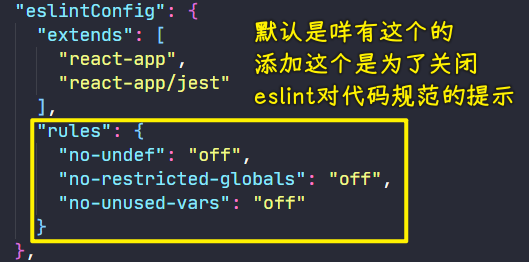 "eslintConfig": {
"extends": [
"react-app",
"react-app/jest"
],
"rules": {
"no-undef": "off",
"no-restricted-globals": "off",
"no-unused-vars": "off"
}
},
默认是咩有这个的
添加这个是为了关闭
eslint对代码规范的提示